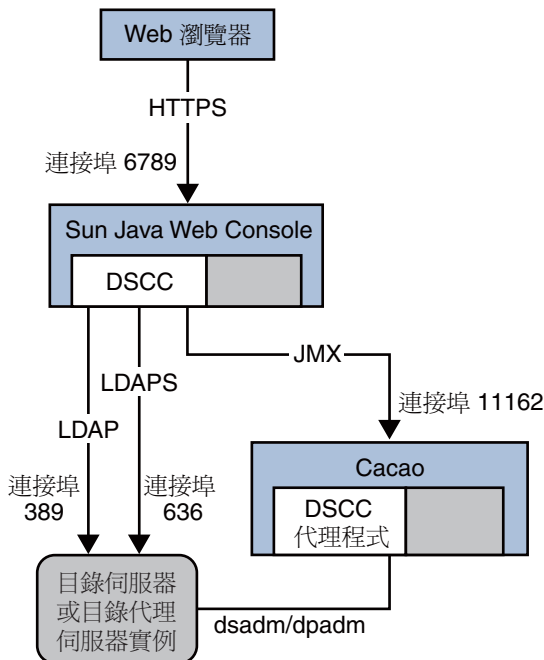 Web 瀏覽器
HTTPS
連接埠 6789
Sun Java Web Console
DSCC
JMX
LDAPS
連接埠 11162
LDAP
Cacao
連接埠
389
連接埠
636
DSCC
代理程式
目錄伺服器
或目錄代理
伺服器實例
dsadm/dpadm